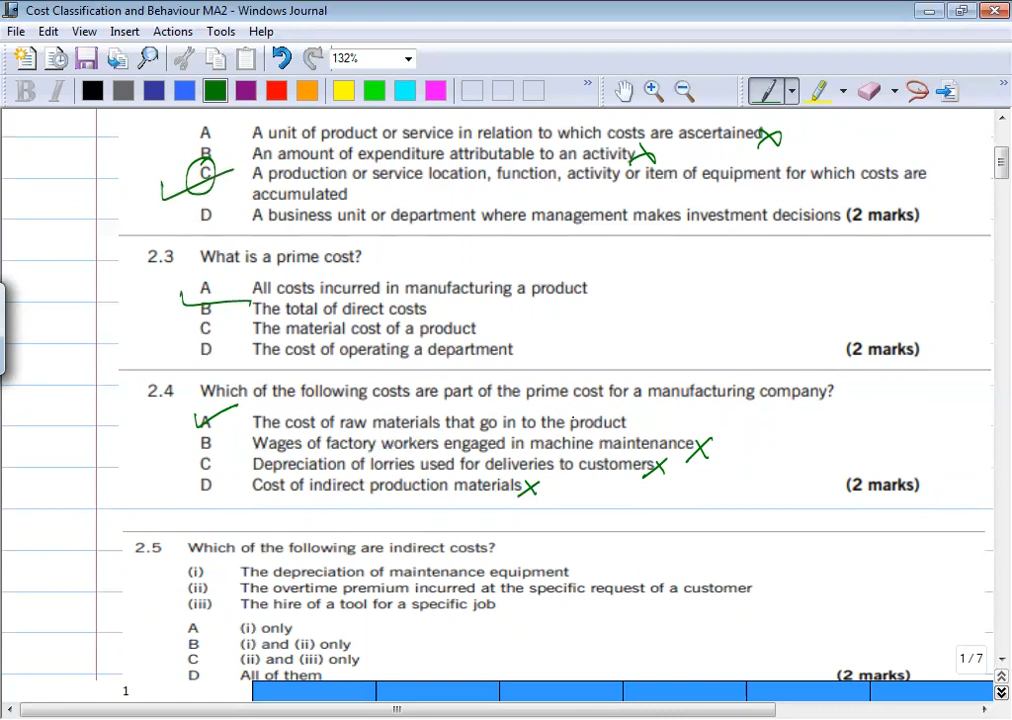 Cost Classification and Behaviour MA2 - Windows Journal
File Edit View Insert Actions Tools Help
132%
B I
A A unit of product or service in relation to which costs are ascertained
B An amount of expenditure attributable to an activity
C A production or service location, function, activity or item of equipment for which costs are
accumulated
D A business unit or department where management makes investment decisions (2 marks)
2.3 What is a prime cost?
A All costs incurred in manufacturing a product
B The total of direct costs
C The material cost of a product
D The cost of operating a department (2 marks)
2.4 Which of the following costs are part of the prime cost for a manufacturing company?
A The cost of raw materials that go in to the product
B Wages of factory workers engaged in machine maintenance
C Depreciation of lorries used for deliveries to customers
D Cost of indirect production materials (2 marks)
2.5 Which of the following are indirect costs?
(i) The depreciation of maintenance equipment
(ii) The overtime premium incurred at the specific request of a customer
(iii) The hire of a tool for a specific job
A (i) only
B (i) and (ii) only
C (ii) and (iii) only
D All of them (2 marks)
1 / 7
1